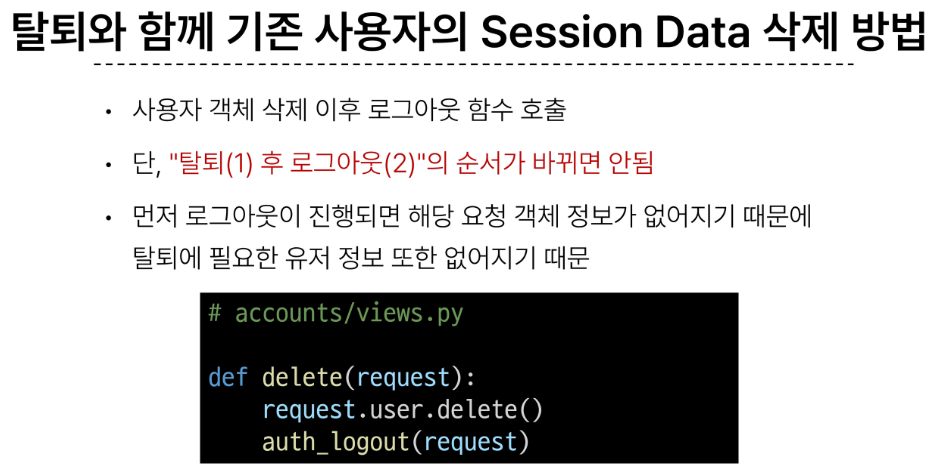 탈퇴와 함께 기존 사용자의 Session Data 삭제 방법
• 사용자 객체 삭제 이후 로그아웃 함수 호출
• 단, "탈퇴(1) 후 로그아웃(2)"의 순서가 바뀌면 안됨
• 먼저 로그아웃이 진행되면 해당 요청 객체 정보가 없어지기 때문에
탈퇴에 필요한 유저 정보 또한 없어지기 때문
# accounts/views.py
def delete(request):
    request.user.delete()
    auth_logout(request)